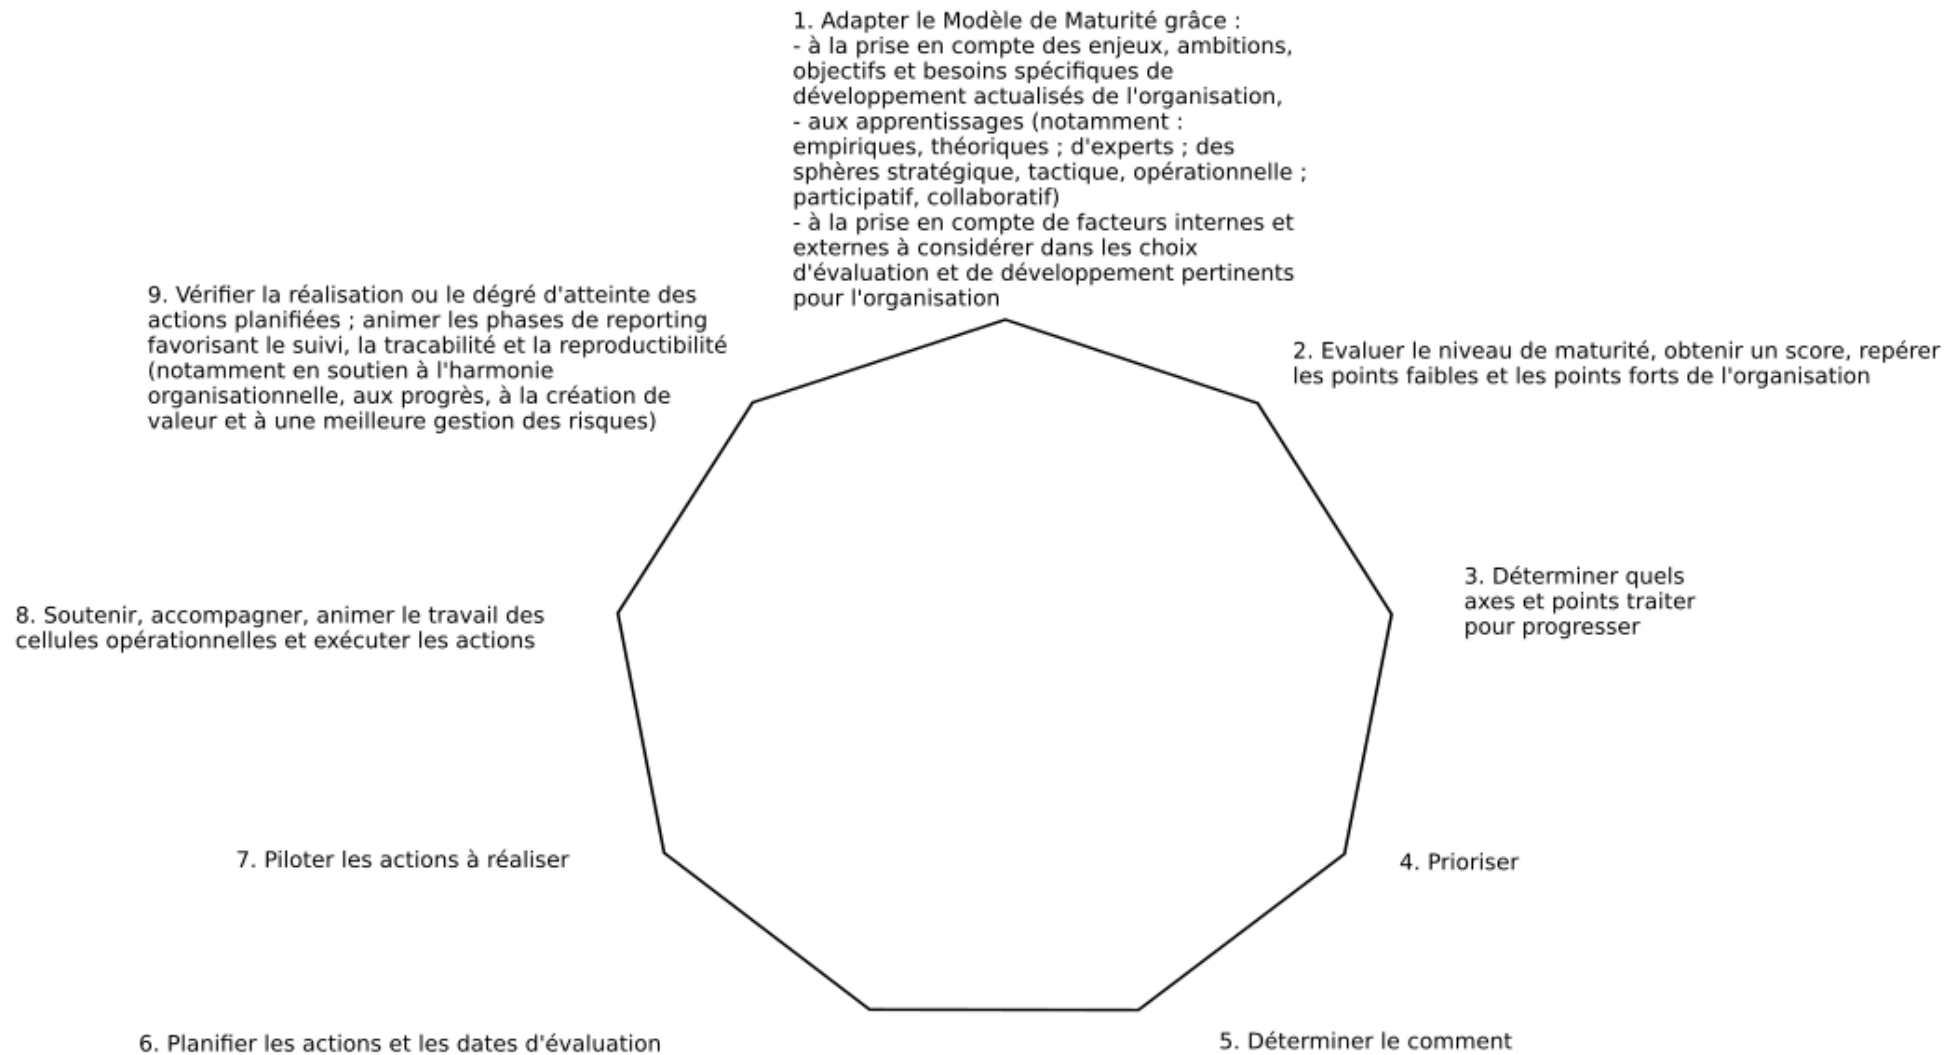 1. Adapter le Modèle de Maturité grâce :
- à la prise en compte des enjeux, ambitions,
objectifs et besoins spécifiques de
développement actualisés de l'organisation,
- aux apprentissages (notamment :
empiriques, théoriques ; d'experts ; des
sphères stratégique, tactique, opérationnelle ;
participatif, collaboratif)
- à la prise en compte de facteurs internes et
externes à considérer dans les choix
d'évaluation et de développement pertinents
pour l'organisation
2. Evaluer le niveau de maturité, obtenir un score, repérer
les points faibles et les points forts de l'organisation
3. Déterminer quels
axes et points traiter
pour progresser
4. Prioriser
5. Déterminer le comment
6. Planifier les actions et les dates d'évaluation
7. Piloter les actions à réaliser
8. Soutenir, accompagner, animer le travail des
cellules opérationnelles et exécuter les actions
9. Vérifier la réalisation ou le dégré d'atteinte des
actions planifiées ; animer les phases de reporting
favorisant le suivi, la tracabilité et la reproductibilité
(notamment en soutien à l'harmonie
organisationnelle, aux progrès, à la création de
valeur et à une meilleure gestion des risques)